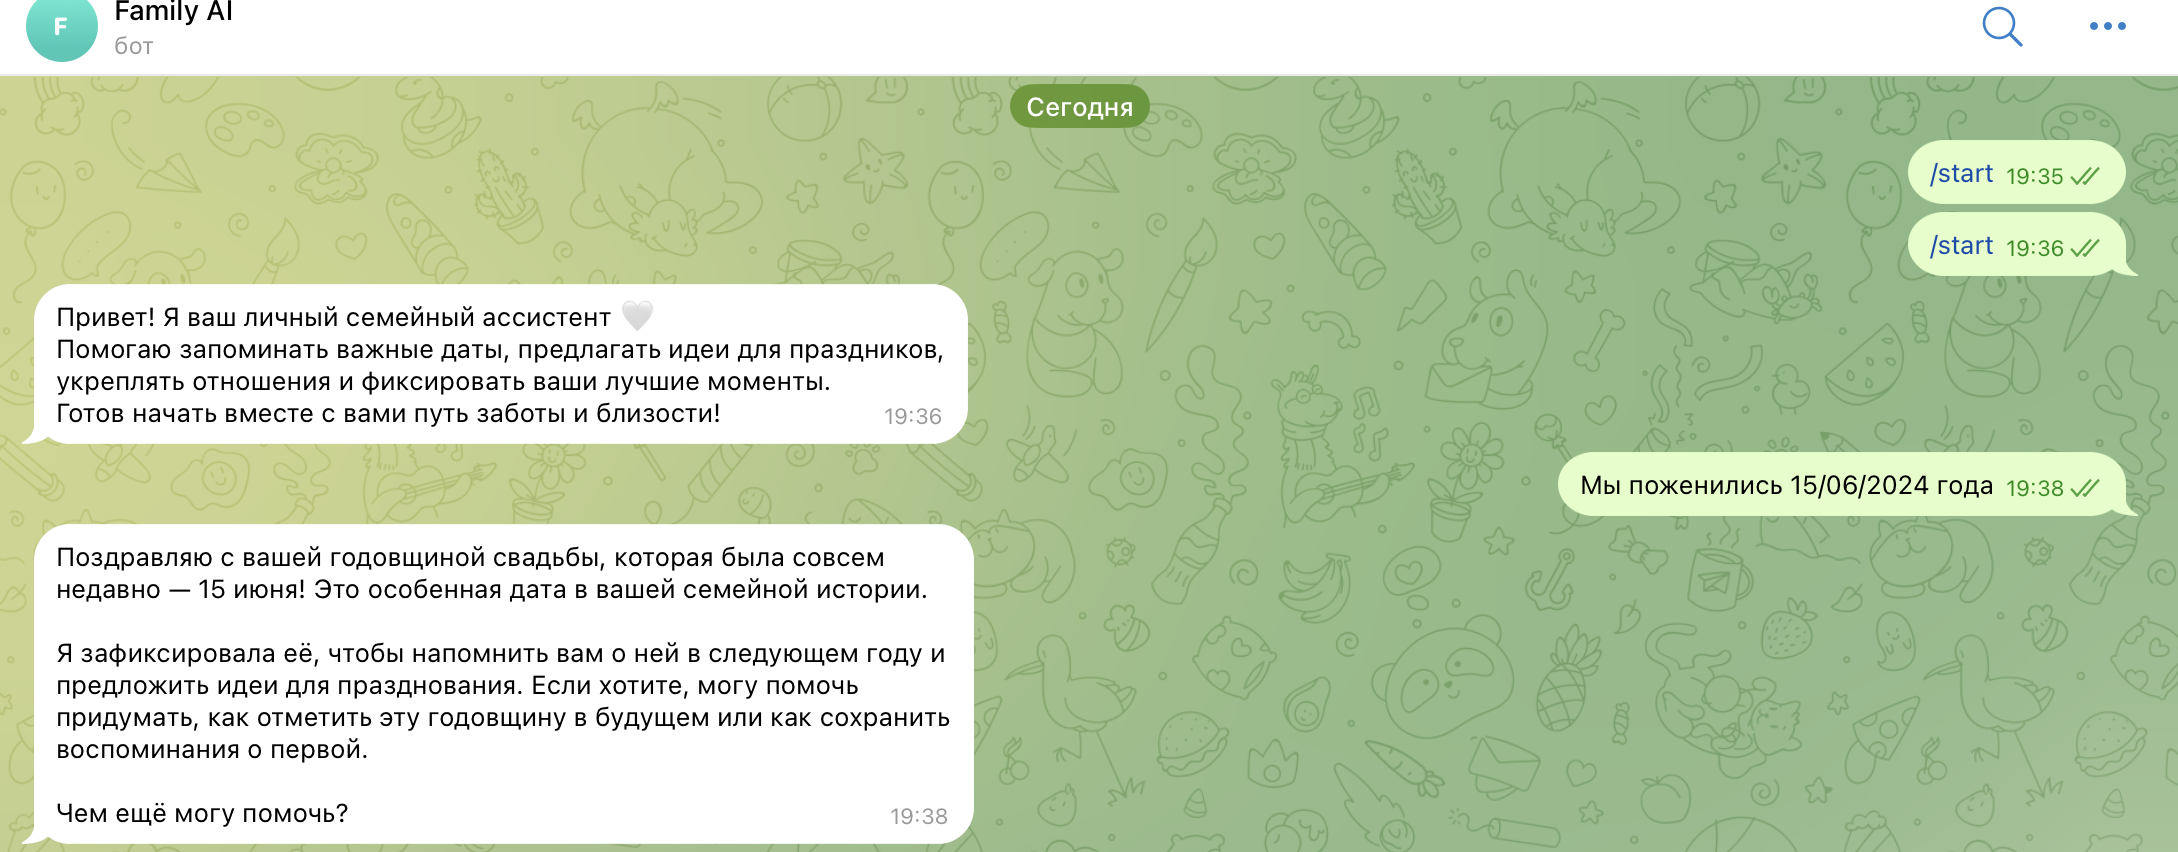 F
Family AI
бот
Сегодня
/start 19:35
/start 19:36
Привет! Я ваш личный семейный ассистент
Помогаю запоминать важные даты, предлагать идеи для праздников,
укреплять отношения и фиксировать ваши лучшие моменты.
Готов начать вместе с вами путь заботы и близости! 19:36
Мы поженились 15/06/2024 года 19:38
Поздравляю с вашей годовщиной свадьбы, которая была совсем
недавно — 15 июня! Это особенная дата в вашей семейной истории.
Я зафиксировала её, чтобы напомнить вам о ней в следующем году и
предложить идеи для празднования. Если хотите, могу помочь
придумать, как отметить эту годовщину в будущем или как сохранить
воспоминания о первой.
Чем ещё могу помочь? 19:38